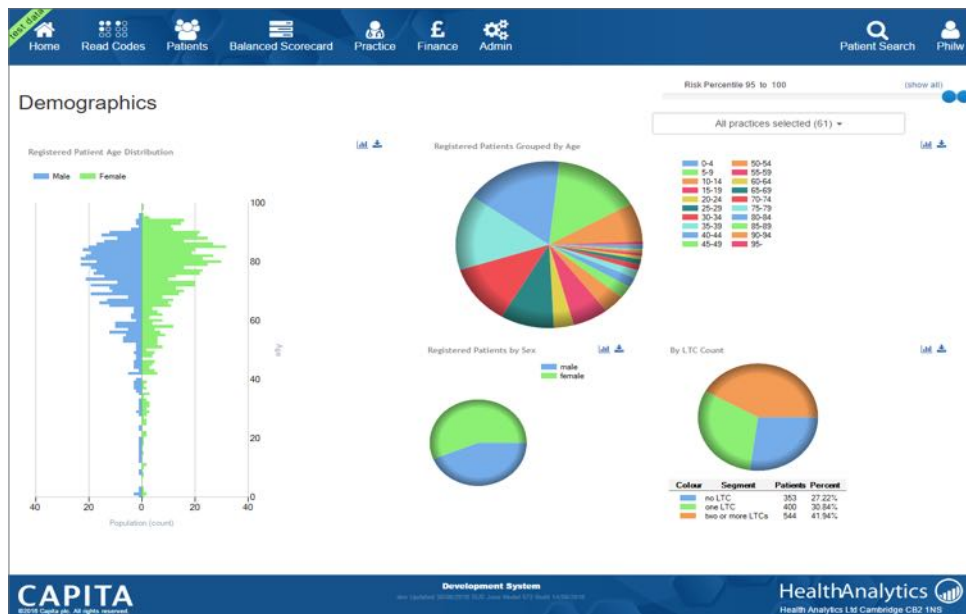 test data
Home
Read Codes
Patients
Balanced Scorecard
Practice
Finance
Admin
Patient Search
Philw
Demographics
Risk Percentile 95 to 100
(show all)
All practices selected (61)
Registered Patient Age Distribution
Male
Female
100
80
60
40
20
0
age
40
20
0
20
40
Population (count)
Registered Patients Grouped By Age
0-4
5-9
10-14
15-19
20-24
25-29
30-34
35-39
40-44
45-49
50-54
55-59
60-64
65-69
70-74
75-79
80-84
85-89
90-94
95-
Registered Patients by Sex
male
female
By LTC Count
Colour Segment Patients Percent
no LTC 353 27.22%
one LTC 400 30.84%
two or more LTCs 544 41.94%
CAPITA
©2016 Capita plc. All rights reserved.
Development System
HealthAnalytics
Health Analytics Ltd Cambridge CB2 1NS